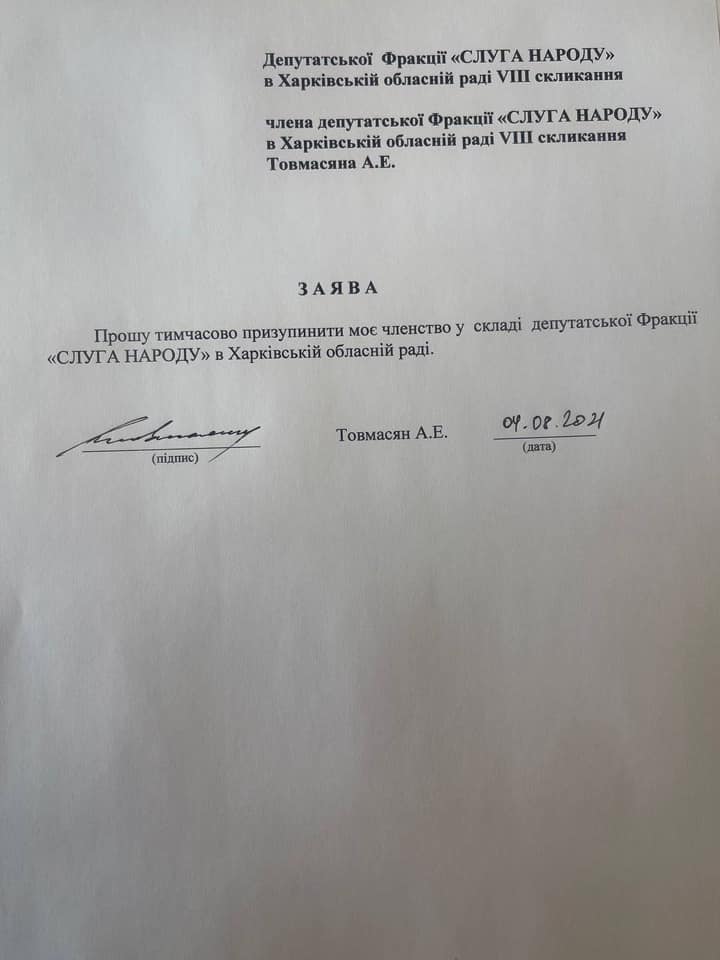 Депутатської Фракції «СЛУГА НАРОДУ»
в Харківській обласній раді VIII скликання
члена депутатської Фракції «СЛУГА НАРОДУ»
в Харківській обласній раді VIII скликання
Товмасяна А.Е.
ЗАЯВА
Прошу тимчасово призупинити моє членство у складі депутатської Фракції
«СЛУГА НАРОДУ» в Харківській обласній раді.
Товмасян А.Е. 04.08.2021
(підпис) (дата)